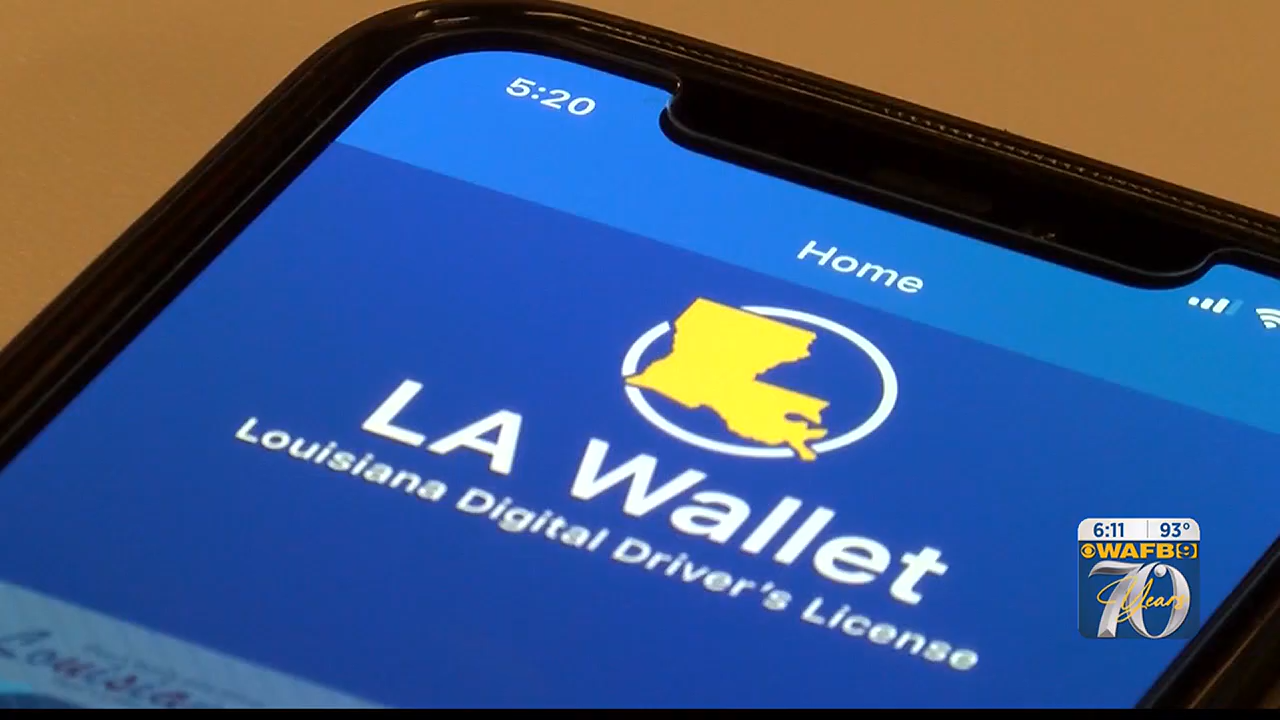 5:20
Home
LA Wallet
Louisiana Digital Driver's License
6:11 93°
WAFB 9
70
Years